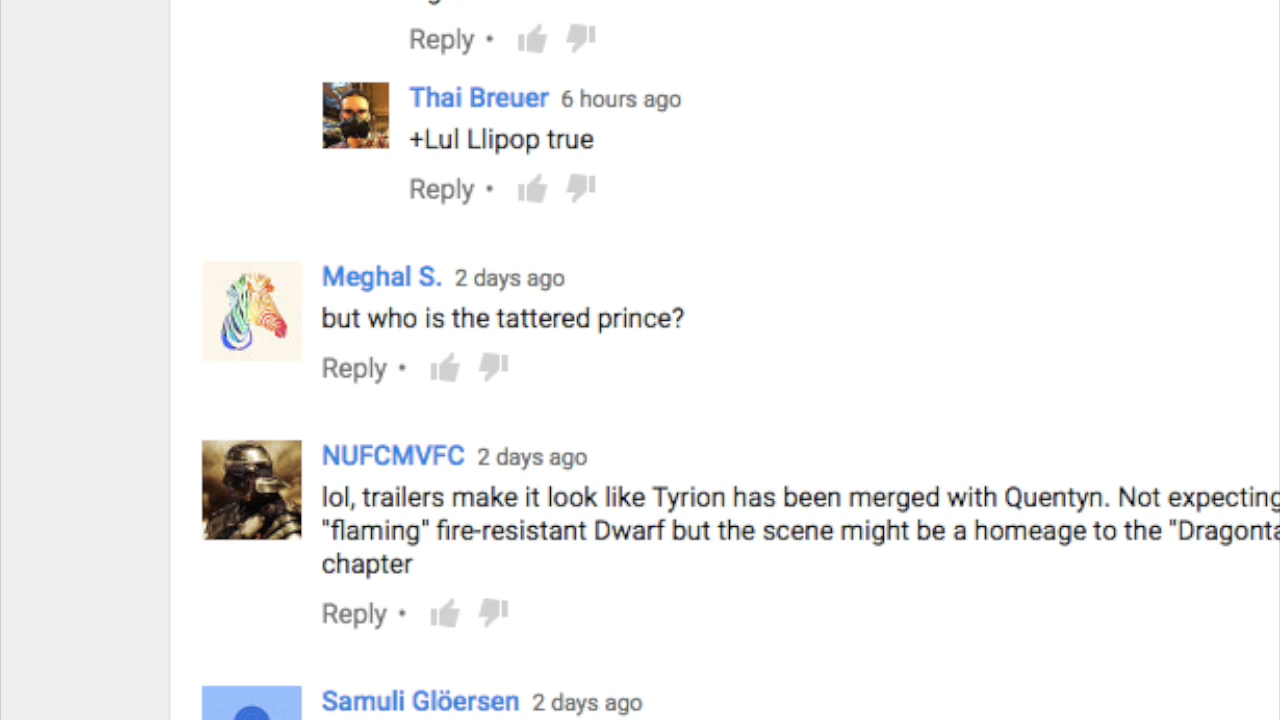 Reply •
Thai Breuer 6 hours ago
+Lul Llipop true
Reply •
Meghal S. 2 days ago
but who is the tattered prince?
Reply •
NUFCMVFC 2 days ago
lol, trailers make it look like Tyrion has been merged with Quentyn. Not expecting
"flaming" fire-resistant Dwarf but the scene might be a homeage to the "Dragonta
chapter
Reply •
Samuli Glöersen 2 days ago